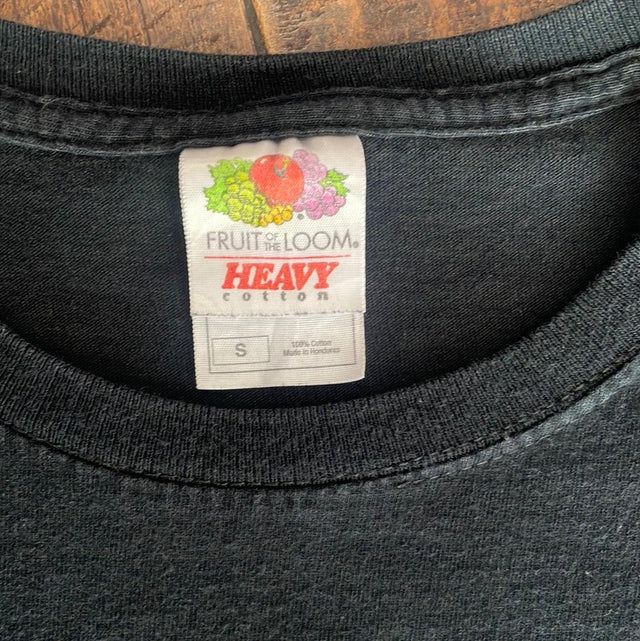 FRUIT OF THE LOOM®
HEAVY
cotton
S
100% Cotton
Made in Honduras